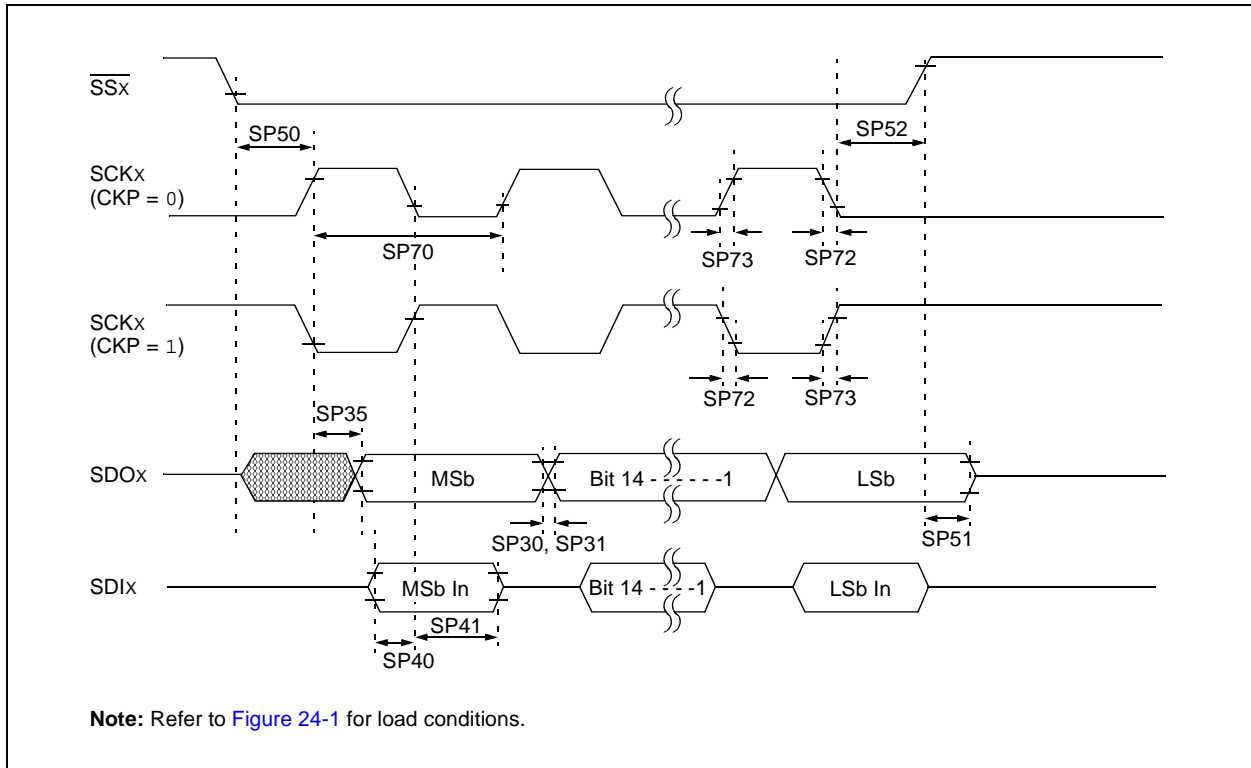 SSX
SP50
SP52
SCKX
(CKP = 0)
SP70
SP73
SP72
SCKX
(CKP = 1)
SP72
SP73
SP35
SDOX
MSb
Bit 14 - - - - - -1
LSb
SP30, SP31
SP51
SDIX
MSb In
Bit 14 - - - -1
LSb In
SP41
SP40
Note: Refer to Figure 24-1 for load conditions.